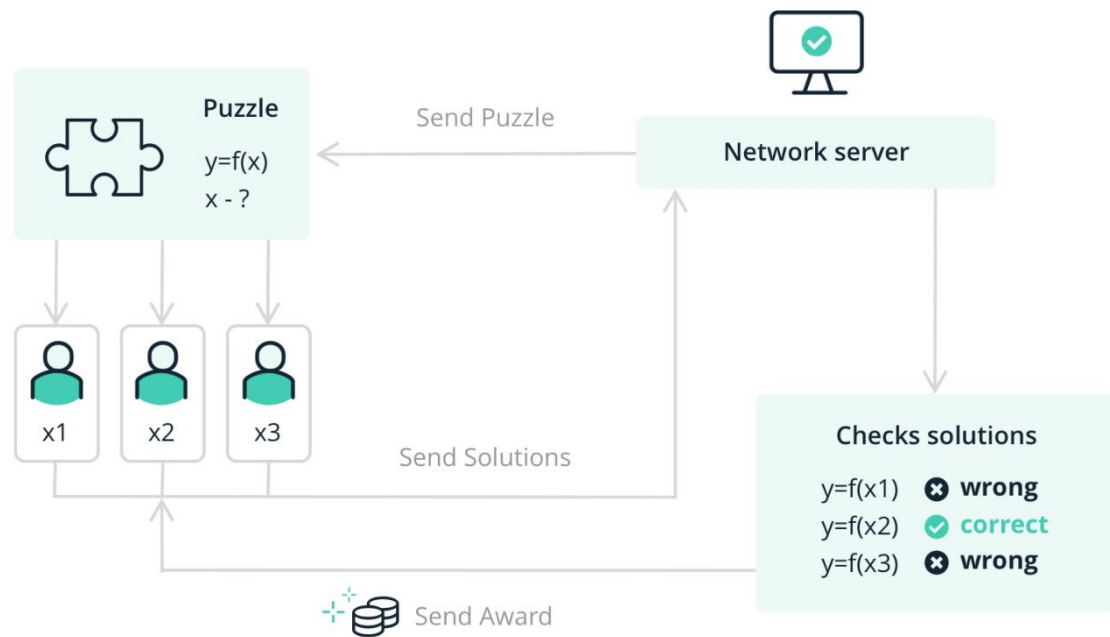 Puzzle
y=f(x)
x - ?
Send Puzzle
Network server
x1
x2
x3
Send Solutions
Checks solutions
y=f(x1) wrong
y=f(x2) correct
y=f(x3) wrong
Send Award